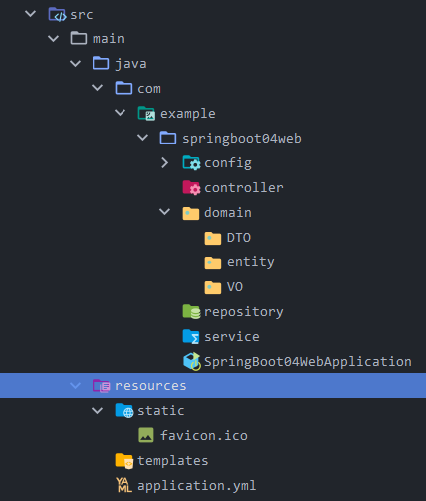 src
main
java
com
example
springboot04web
config
controller
domain
DTO
entity
VO
repository
service
SpringBoot04WebApplication
resources
static
favicon.ico
templates
YAML application.yml